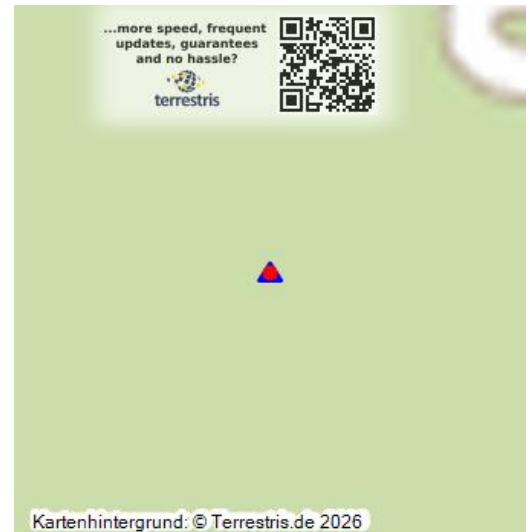 ...more speed, frequent
updates, guarantees
and no hassle?
terrestris
Kartenhintergrund: © Terrestris.de 2026